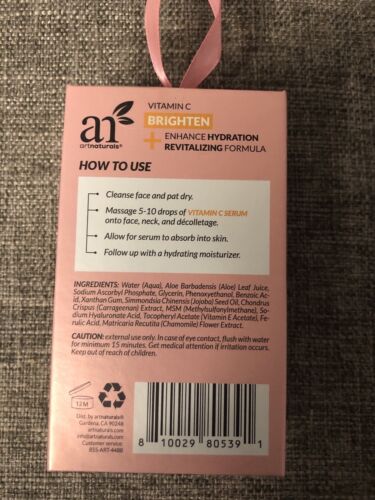 VITAMIN C
BRIGHTEN
+ ENHANCE HYDRATION
REVITALIZING FORMULA
an
artnaturals®
HOW TO USE
Cleanse face and pat dry.
Massage 5-10 drops of VITAMIN C SERUM
onto face, neck, and décolletage.
Allow for serum to absorb into skin.
Follow up with a hydrating moisturizer.
INGREDIENTS: Water (Aqua), Aloe Barbadensis (Aloe) Leaf Juice,
Sodium Ascorbyl Phosphate, Glycerin, Phenoxyethanol, Benzoic Ac-
id, Xanthan Gum, Simmondsia Chinensis (Jojoba) Seed Oil, Chondrus
Crispus (Carrageenan) Extract, MSM (Methylsulfonylmethane), So-
dium Hyaluronate Acid, Tocopheryl Acetate (Vitamin E Acetate), Fe-
rulic Acid, Matricaria Recutita (Chamomile) Flower Extract.
CAUTION: external use only. In case of eye contact, flush with water
for minimum 15 minutes. Get medical attention if irritation occurs.
Keep out of reach of children.
12M
Dist. by artnaturals®
Gardena, CA 90248
artnaturals.com
info@artnaturals.com
Customer service:
855-ART-4488
8 10029 80539 1